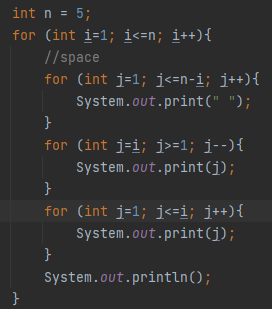 int n = 5;
for (int i=1; i<=n; i++){
    //space
    for (int j=1; j<=n-i; j++){
        System.out.print(" ");
    }
    for (int j=i; j>=1; j--){
        System.out.print(j);
    }
    for (int j=1; j<=i; j++){
        System.out.print(j);
    }
    System.out.println();
}